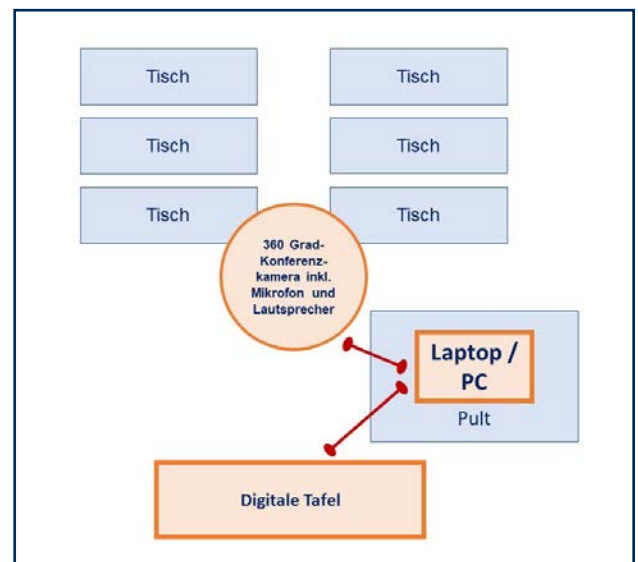 Tisch
Tisch
Tisch
Tisch
Tisch
Tisch
360 Grad-
Konferenz-
kamera inkl.
Mikrofon und
Lautsprecher
Laptop /
PC
Pult
Digitale Tafel